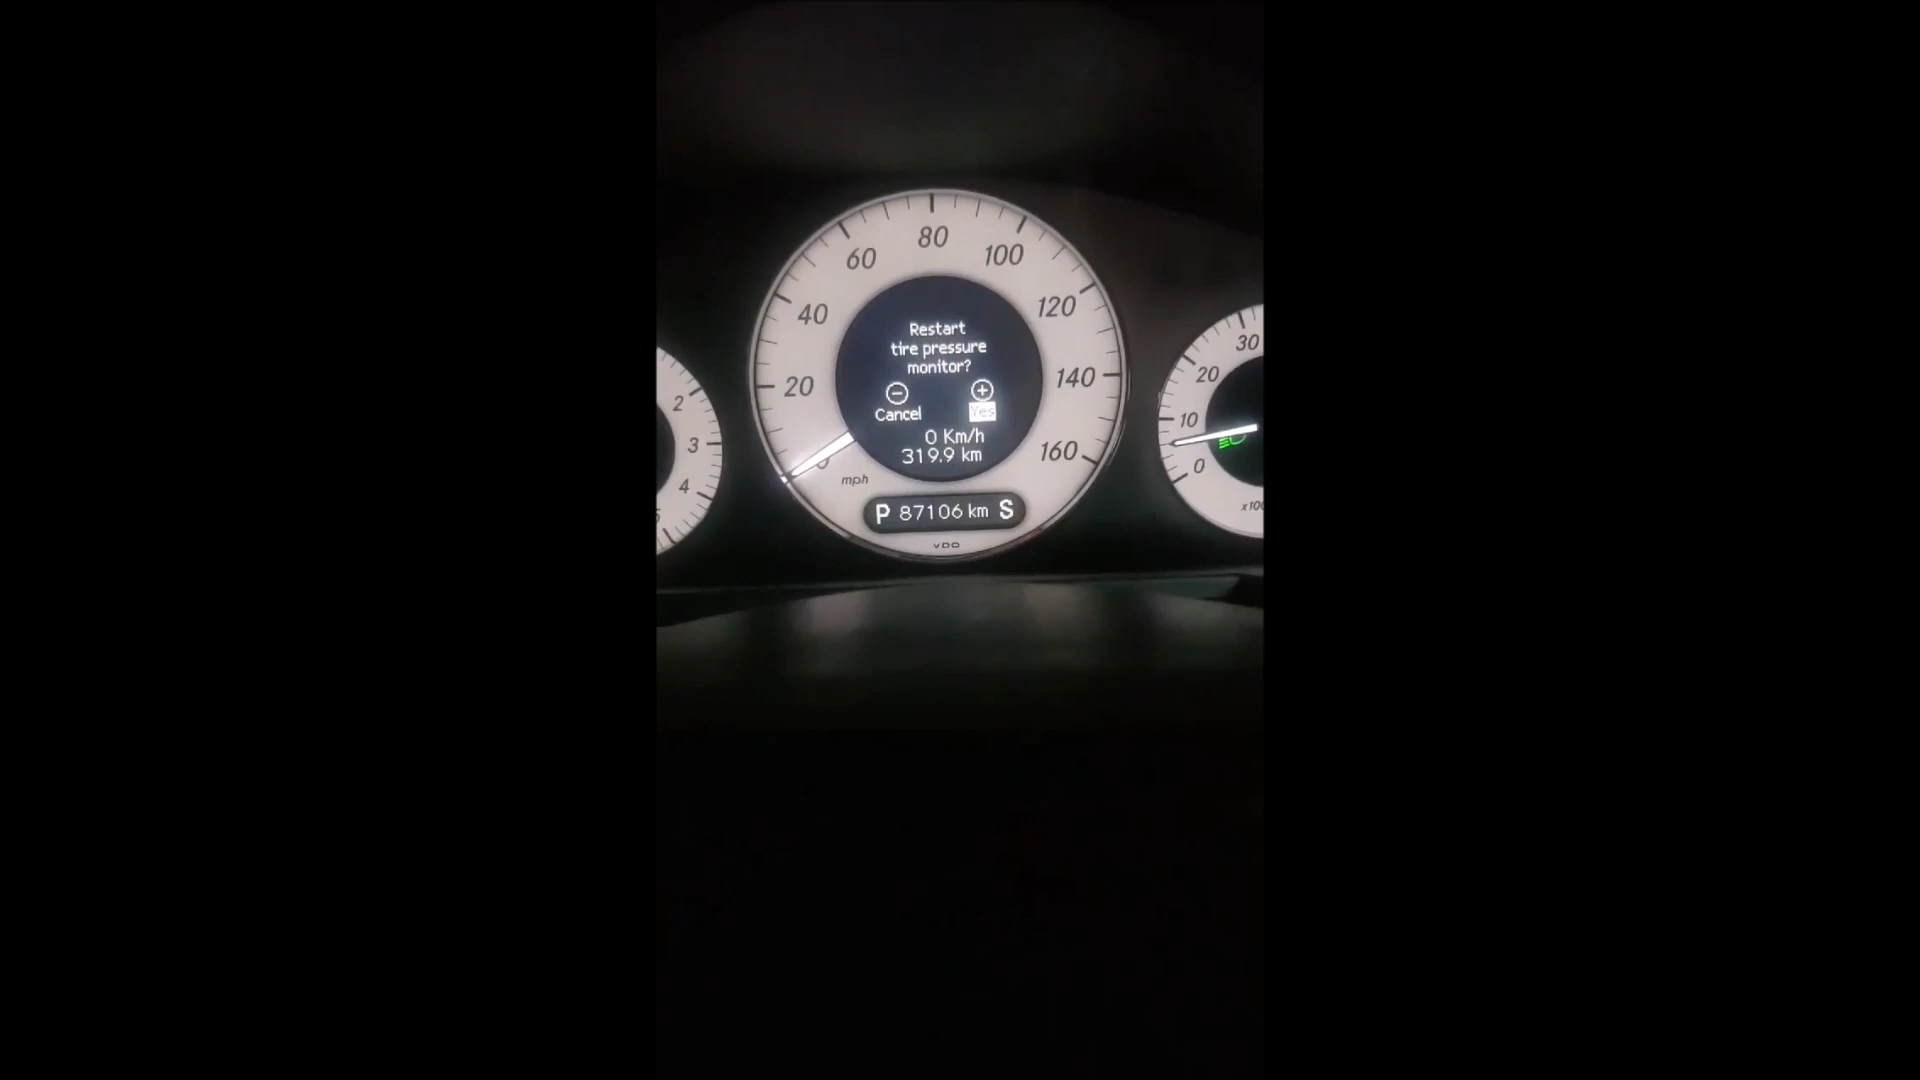 80
60 100
40 120
20 140
160
Restart
tire pressure
monitor?
Cancel Yes
0 Km/h
319.9 km
mph
P 87106 km S
VDO
2
3
4
30
20
10
0